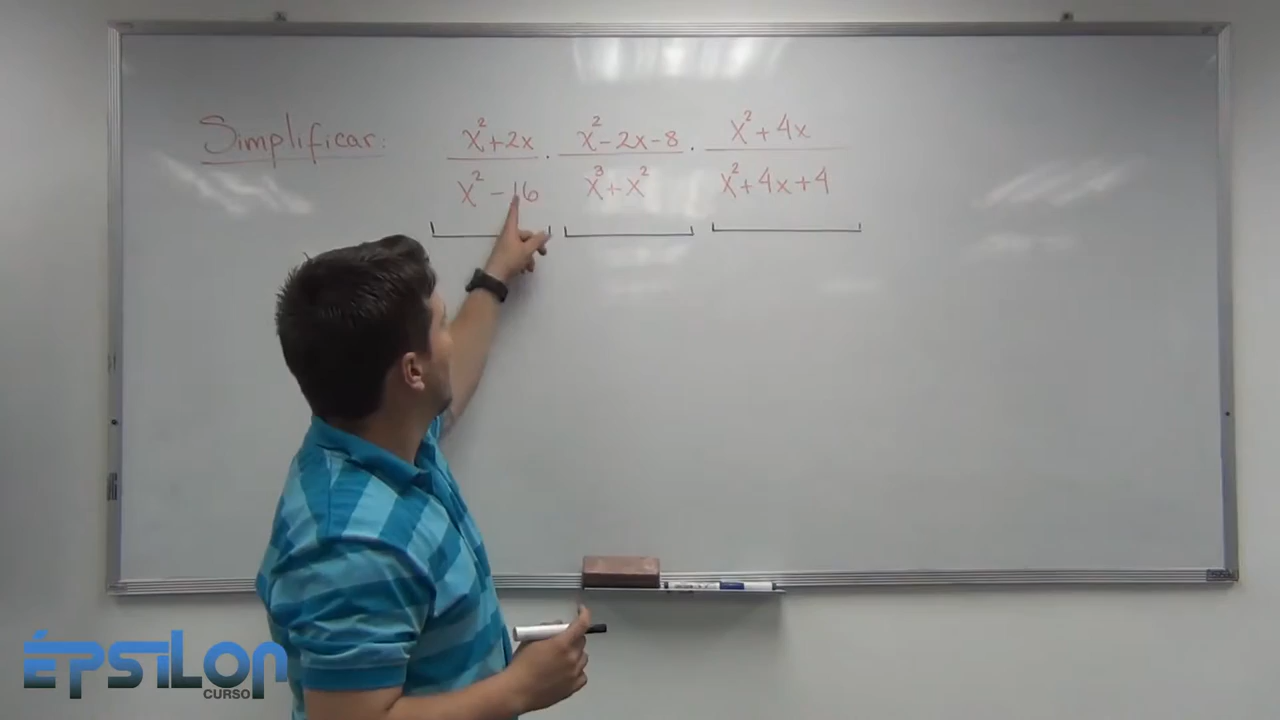 Simplificar: x²+2x / x²-16 · x²-2x-8 / x³+x² · x²+4x / x²+4x+4
ÉPSILON
CURSO